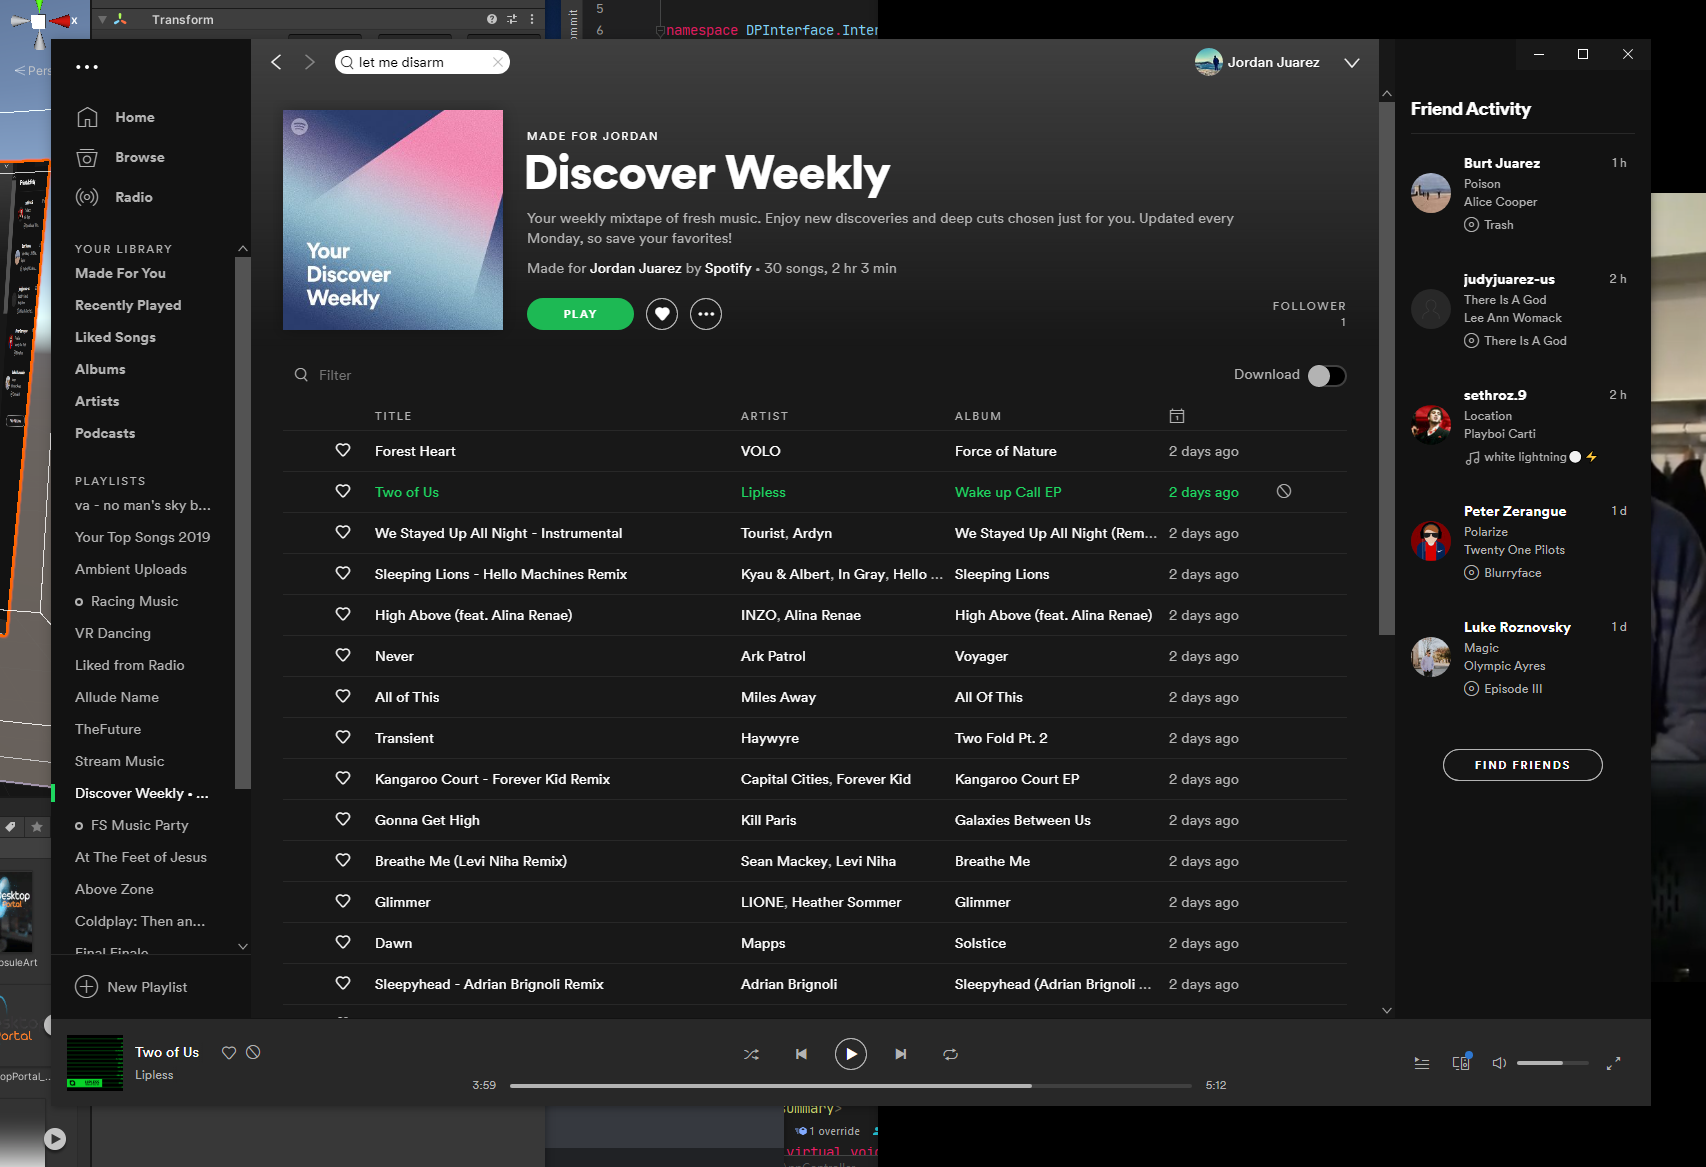 Transform
5
6
namespace DPInterface.Inter
ommit
x
Pers
let me disarm
Jordan Juarez
Home
Browse
Radio
YOUR LIBRARY
Made For You
Recently Played
Liked Songs
Albums
Artists
Podcasts
PLAYLISTS
va - no man's sky b...
Your Top Songs 2019
Ambient Uploads
Racing Music
VR Dancing
Liked from Radio
Allude Name
TheFuture
Stream Music
Discover Weekly • ...
FS Music Party
At The Feet of Jesus
Above Zone
Coldplay: Then an...
Final Finale
New Playlist
Your
Discover
Weekly
MADE FOR JORDAN
Discover Weekly
Your weekly mixtape of fresh music. Enjoy new discoveries and deep cuts chosen just for you. Updated every
Monday, so save your favorites!
Made for Jordan Juarez by Spotify • 30 songs, 2 hr 3 min
PLAY
FOLLOWER
1
Filter
Download
TITLE ARTIST ALBUM
Forest Heart VOLO Force of Nature 2 days ago
Two of Us Lipless Wake up Call EP 2 days ago
We Stayed Up All Night - Instrumental Tourist, Ardyn We Stayed Up All Night (Rem... 2 days ago
Sleeping Lions - Hello Machines Remix Kyau & Albert, In Gray, Hello ... Sleeping Lions 2 days ago
High Above (feat. Alina Renae) INZO, Alina Renae High Above (feat. Alina Renae) 2 days ago
Never Ark Patrol Voyager 2 days ago
All of This Miles Away All Of This 2 days ago
Transient Haywyre Two Fold Pt. 2 2 days ago
Kangaroo Court - Forever Kid Remix Capital Cities, Forever Kid Kangaroo Court EP 2 days ago
Gonna Get High Kill Paris Galaxies Between Us 2 days ago
Breathe Me (Levi Niha Remix) Sean Mackey, Levi Niha Breathe Me 2 days ago
Glimmer LIONE, Heather Sommer Glimmer 2 days ago
Dawn Mapps Solstice 2 days ago
Sleepyhead - Adrian Brignoli Remix Adrian Brignoli Sleepyhead (Adrian Brignoli ... 2 days ago
Friend Activity
Burt Juarez 1 h
Poison
Alice Cooper
Trash
judyjuarez-us 2 h
There Is A God
Lee Ann Womack
There Is A God
sethroz.9 2 h
Location
Playboi Carti
white lightning ⚪ ⚡
Peter Zerangue 1 d
Polarize
Twenty One Pilots
Blurryface
Luke Roznovsky 1 d
Magic
Olympic Ayres
Episode III
FIND FRIENDS
Two of Us
Lipless
3:59
5:12
esktop
ortal
psuleArt
ortal
opPortal_...
summary>
1 override
virtual voi